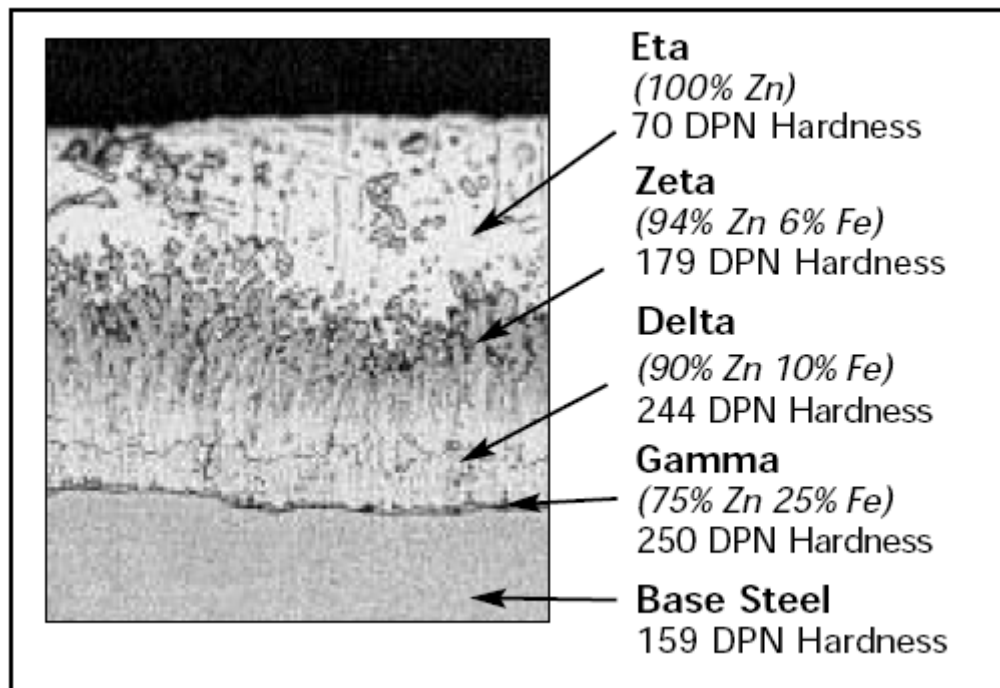 Eta
(100% Zn)
70 DPN Hardness
Zeta
(94% Zn 6% Fe)
179 DPN Hardness
Delta
(90% Zn 10% Fe)
244 DPN Hardness
Gamma
(75% Zn 25% Fe)
250 DPN Hardness
Base Steel
159 DPN Hardness